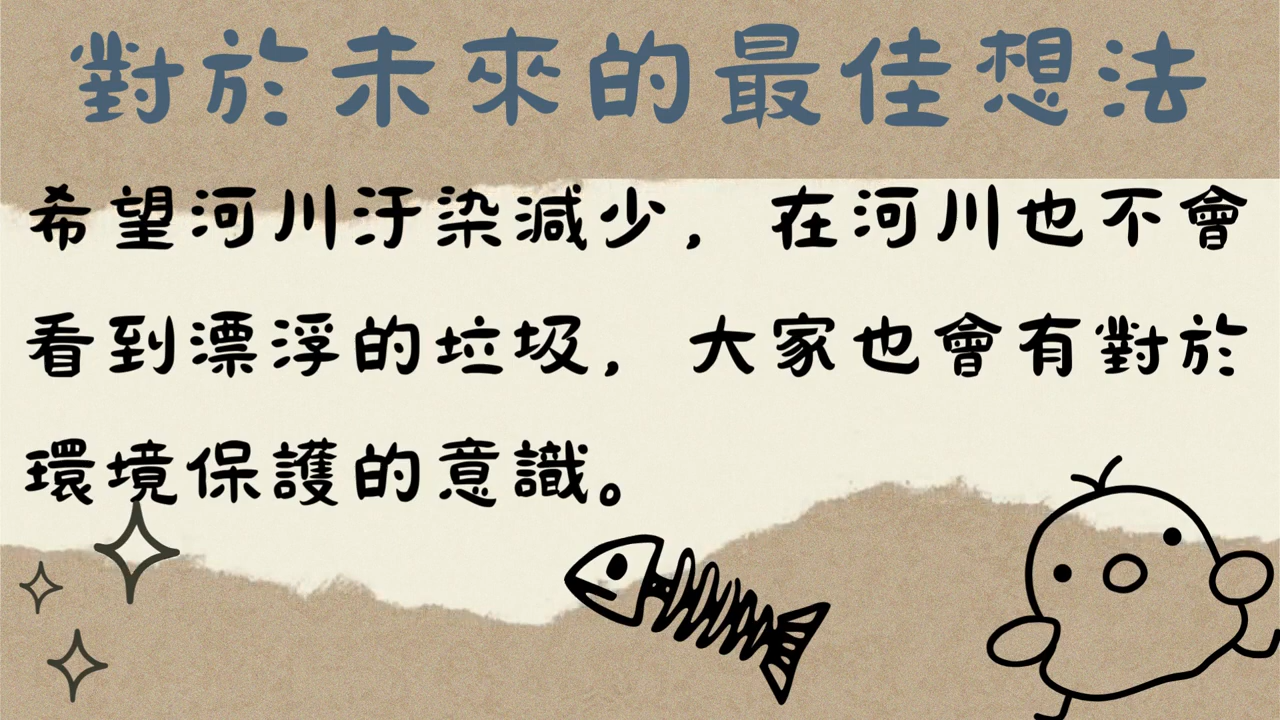 對於未來的最佳想法
希望河川汙染減少，在河川也不會
看到漂浮的垃圾，大家也會有對於
環境保護的意識。